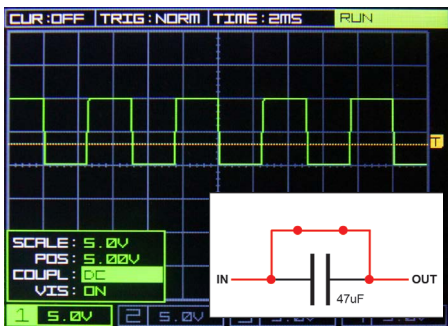 CUR:OFF TRIG:NORM TIME:2MS RUN
T
SCALE: 5.0V
POS: 5.00V
COUPL: DC
VIS: ON
IN
OUT
47uF
1 5.0V 2 5.0V